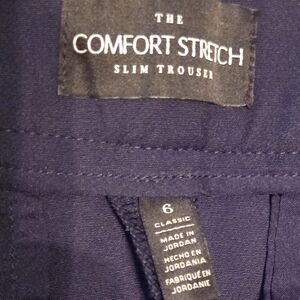 THE
COMFORT STRETCH
SLIM TROUSER
6
CLASSIC
MADE IN
JORDAN
HECHO EN
JORDANIA
FABRIQUÉ EN
JORDANIE